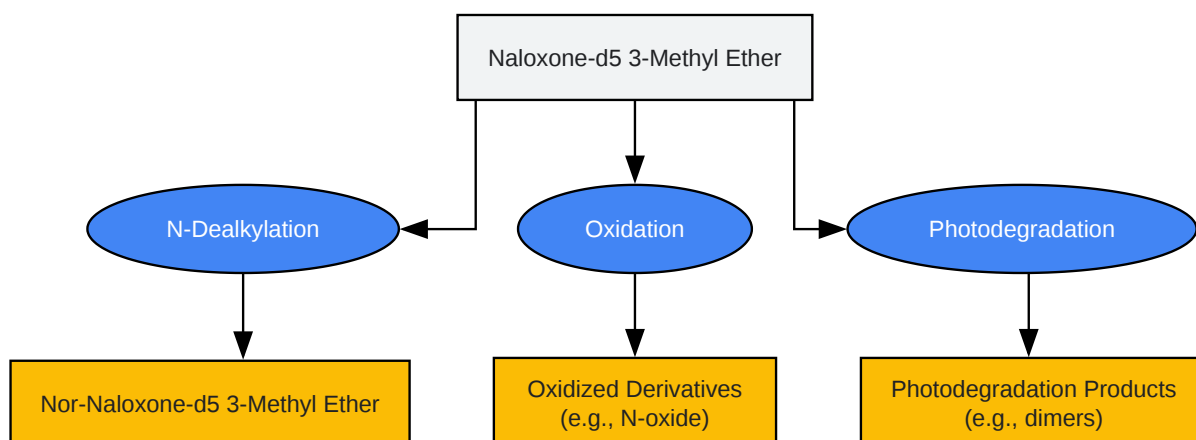 Naloxone-d5 3-Methyl Ether
N-Dealkylation
Oxidation
Photodegradation
Nor-Naloxone-d5 3-Methyl Ether
Oxidized Derivatives
(e.g., N-oxide)
Photodegradation Products
(e.g., dimers)